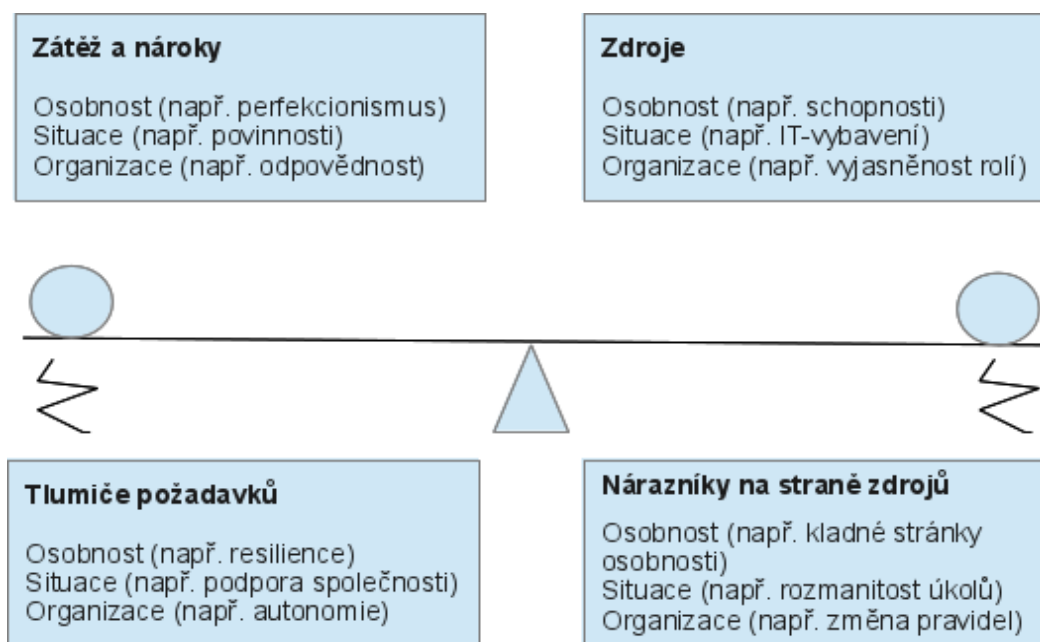 Zátěž a nároky
Osobnost (např. perfekcionismus)
Situace (např. povinnosti)
Organizace (např. odpovědnost)
Zdroje
Osobnost (např. schopnosti)
Situace (např. IT-vybavení)
Organizace (např. vyjasněnost rolí)
Tlumiče požadavků
Osobnost (např. resilience)
Situace (např. podpora společnosti)
Organizace (např. autonomie)
Nárazníky na straně zdrojů
Osobnost (např. kladné stránky
osobnosti)
Situace (např. rozmanitost úkolů)
Organizace (např. změna pravidel)